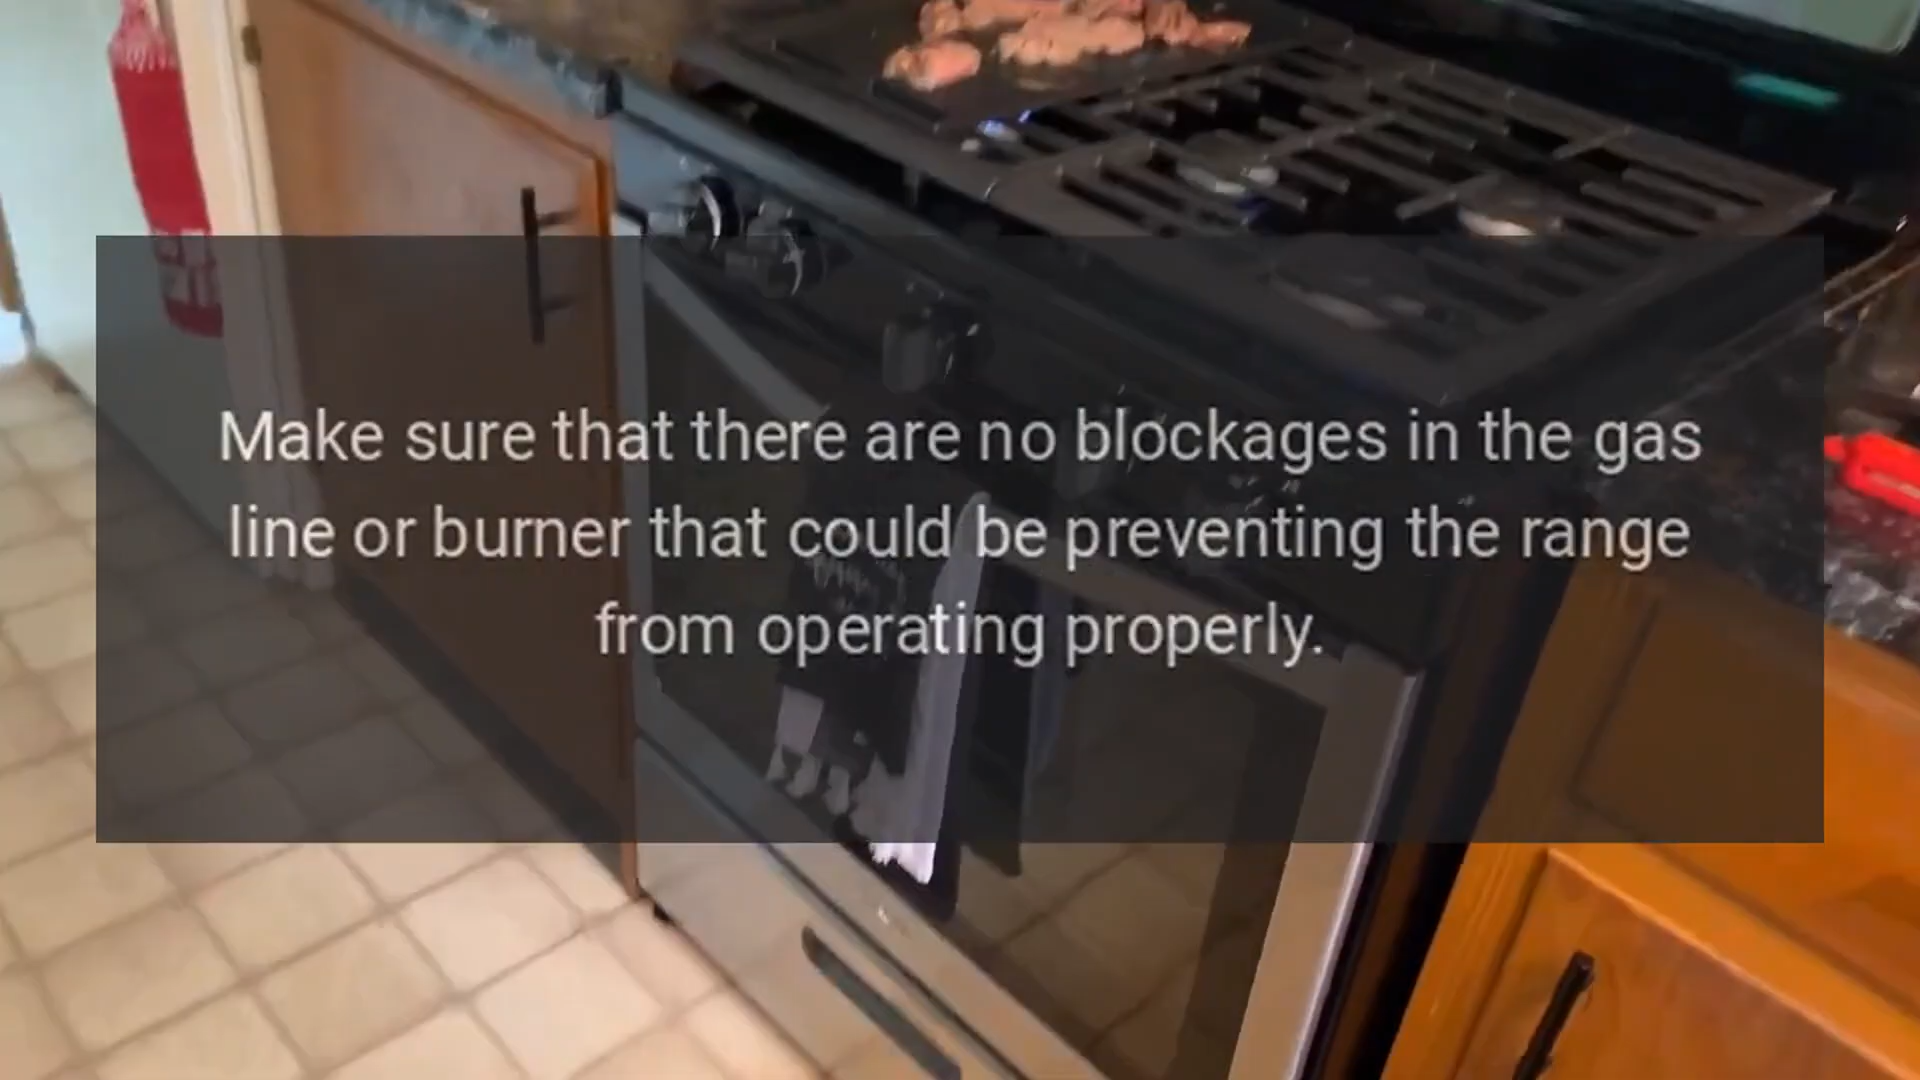 Make sure that there are no blockages in the gas
line or burner that could be preventing the range
from operating properly.